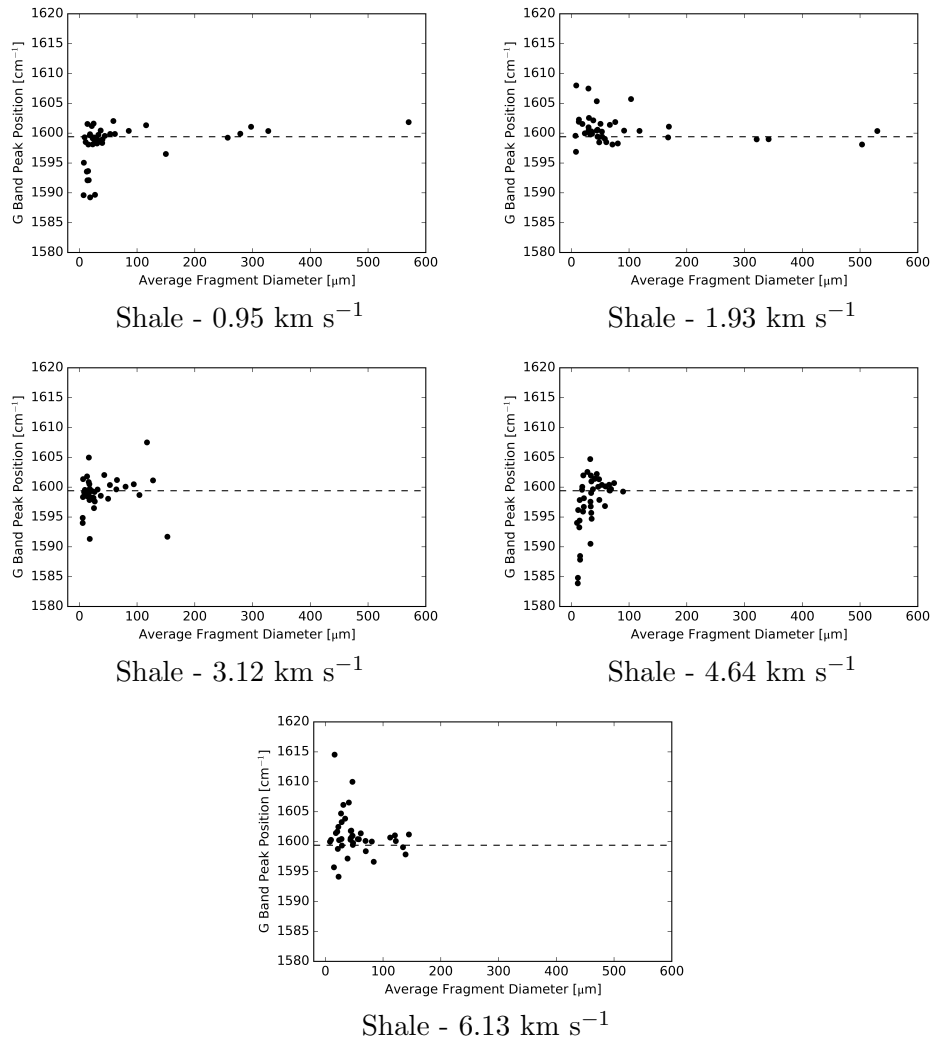 1620
1615
1610
1605
1600
1595
1590
1585
1580
G Band Peak Position [cm⁻¹]
0 100 200 300 400 500 600
Average Fragment Diameter [μm]
Shale - 0.95 km s⁻¹
1620
1615
1610
1605
1600
1595
1590
1585
1580
G Band Peak Position [cm⁻¹]
0 100 200 300 400 500 600
Average Fragment Diameter [μm]
Shale - 1.93 km s⁻¹
1620
1615
1610
1605
1600
1595
1590
1585
1580
G Band Peak Position [cm⁻¹]
0 100 200 300 400 500 600
Average Fragment Diameter [μm]
Shale - 3.12 km s⁻¹
1620
1615
1610
1605
1600
1595
1590
1585
1580
G Band Peak Position [cm⁻¹]
0 100 200 300 400 500 600
Average Fragment Diameter [μm]
Shale - 4.64 km s⁻¹
1620
1615
1610
1605
1600
1595
1590
1585
1580
G Band Peak Position [cm⁻¹]
0 100 200 300 400 500 600
Average Fragment Diameter [μm]
Shale - 6.13 km s⁻¹